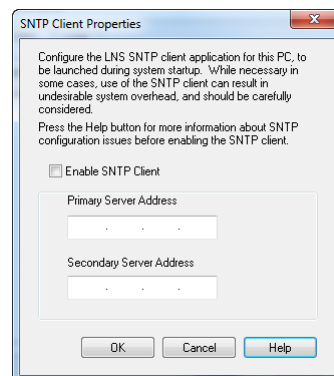 SNTP Client Properties
Configure the LNS SNTP client application for this PC, to
be launched during system startup. While necessary in
some cases, use of the SNTP client can result in
undesirable system overhead, and should be carefully
considered.
Press the Help button for more information about SNTP
configuration issues before enabling the SNTP client.
Enable SNTP Client
Primary Server Address
. . .
Secondary Server Address
. . .
OK Cancel Help